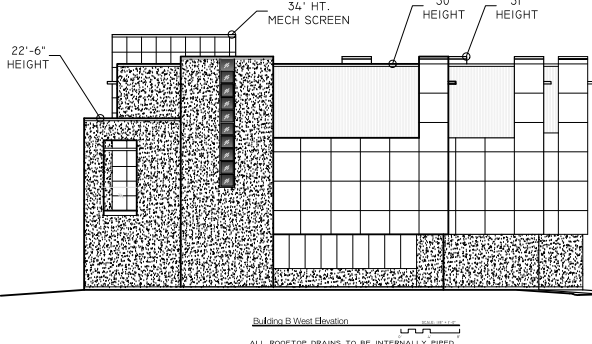 34' HT.
MECH SCREEN
HEIGHT
HEIGHT
22'-6"
HEIGHT
Building B West Elevation
ALL ROOFTOP DRAINS TO BE INTERNALLY PIPED